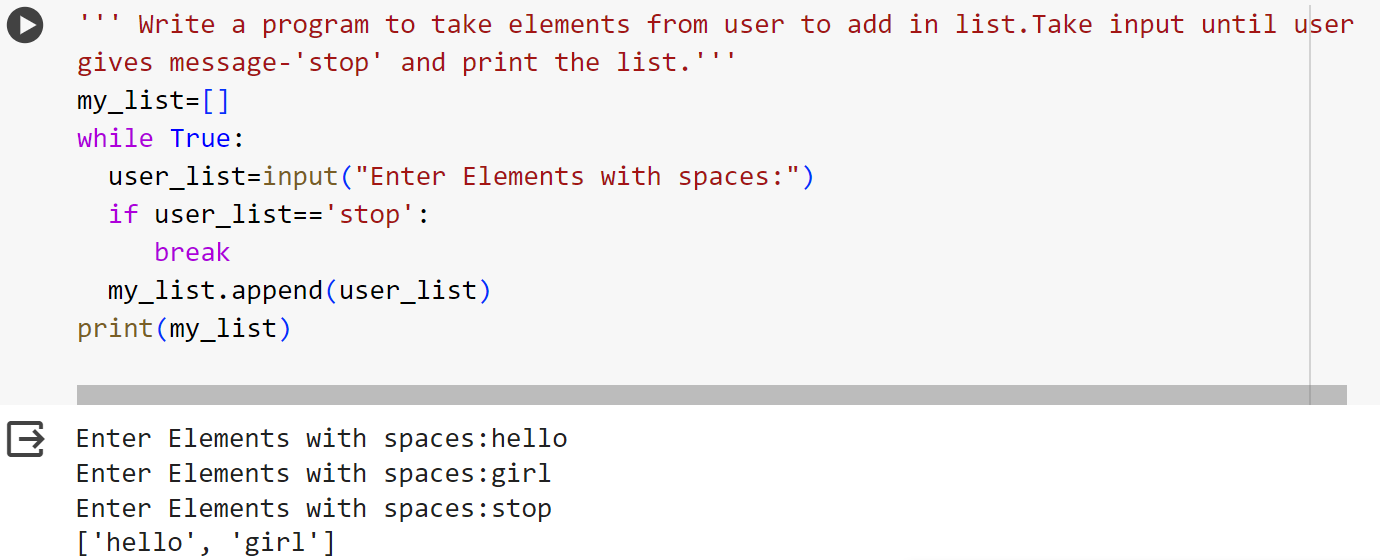 ''' Write a program to take elements from user to add in list.Take input until user
gives message-'stop' and print the list.'''
my_list=[]
while True:
  user_list=input("Enter Elements with spaces:")
  if user_list=='stop':
     break
  my_list.append(user_list)
print(my_list)
Enter Elements with spaces:hello
Enter Elements with spaces:girl
Enter Elements with spaces:stop
['hello', 'girl']